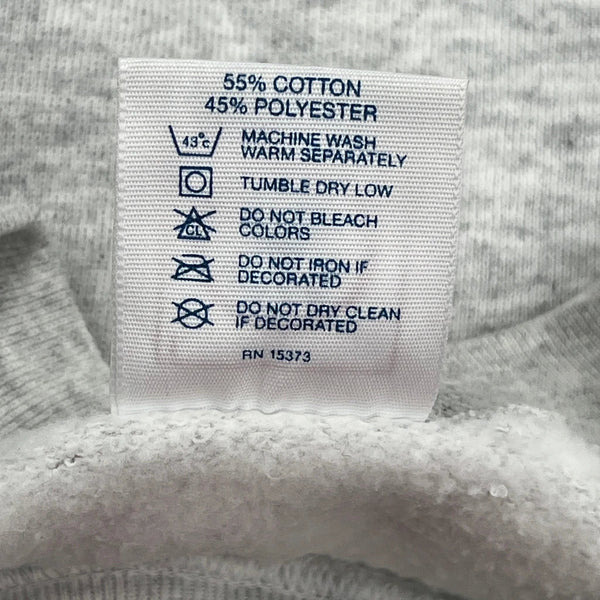 55% COTTON
45% POLYESTER
43°C
MACHINE WASH
WARM SEPARATELY
TUMBLE DRY LOW
CL
DO NOT BLEACH
COLORS
DO NOT IRON IF
DECORATED
DO NOT DRY CLEAN
IF DECORATED
RN 15373